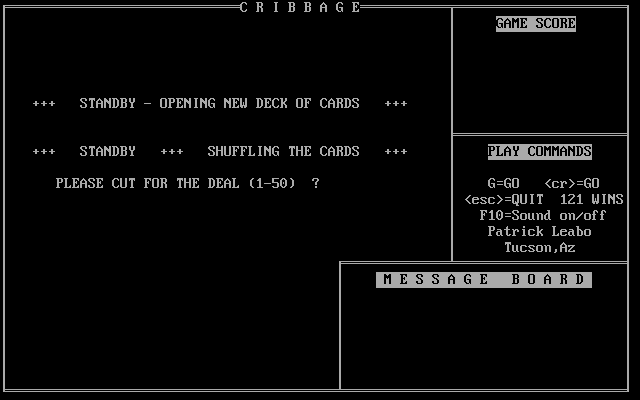 C R I B B A G E
+++ STANDBY - OPENING NEW DECK OF CARDS +++
+++ STANDBY +++ SHUFFLING THE CARDS +++
PLEASE CUT FOR THE DEAL (1-50) ?
GAME SCORE
PLAY COMMANDS
G=GO <cr>=GO
<esc>=QUIT 121 WINS
F10=Sound on/off
Patrick Leabo
Tucson,Az
M E S S A G E B O A R D